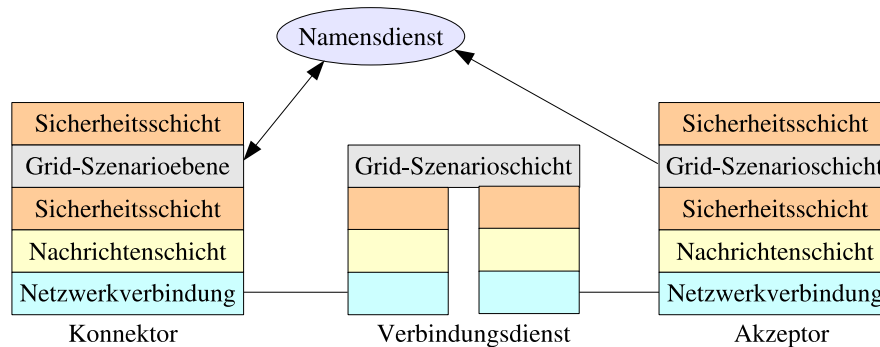 Namensdienst
Sicherheitsschicht
Grid-Szenarioebene
Sicherheitsschicht
Nachrichtenschicht
Netzwerkverbindung
Konnektor
Grid-Szenarioschicht
Verbindungsdienst
Sicherheitsschicht
Grid-Szenarioschicht
Sicherheitsschicht
Nachrichtenschicht
Netzwerkverbindung
Akzeptor